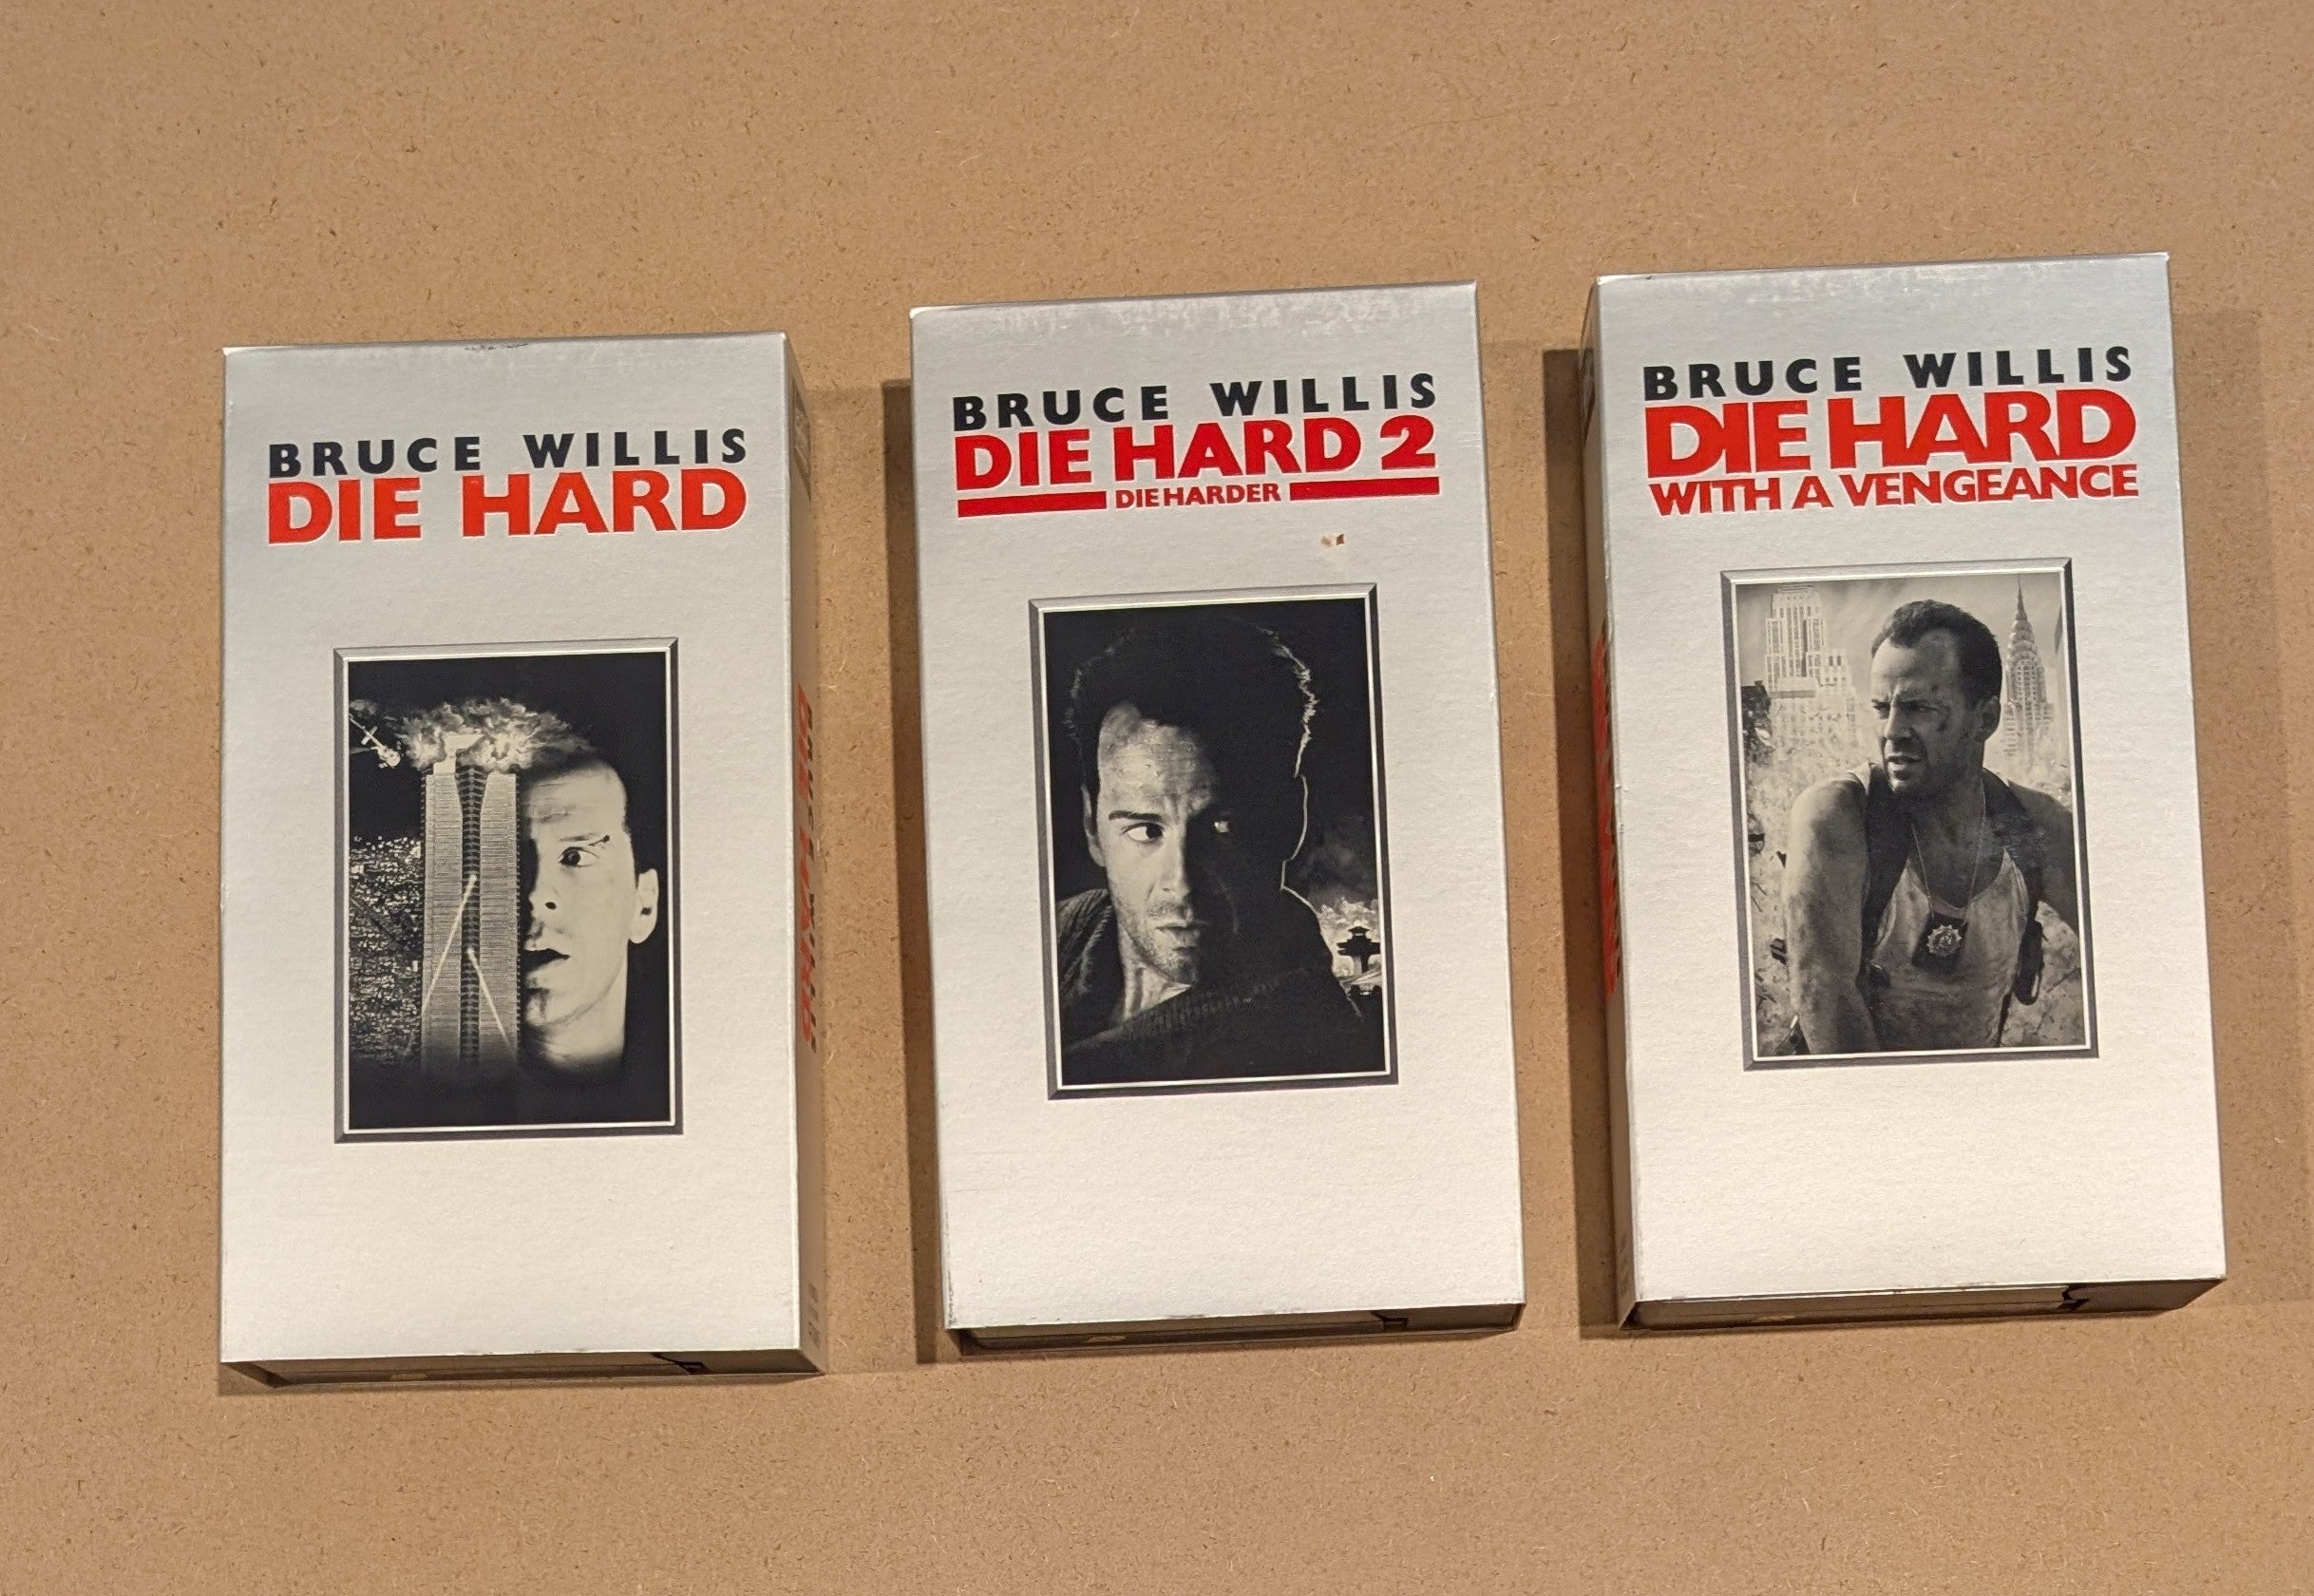 BRUCE WILLIS
DIE HARD
BRUCE WILLIS
DIE HARD 2
DIE HARDER
BRUCE WILLIS
DIE HARD
WITH A VENGEANCE